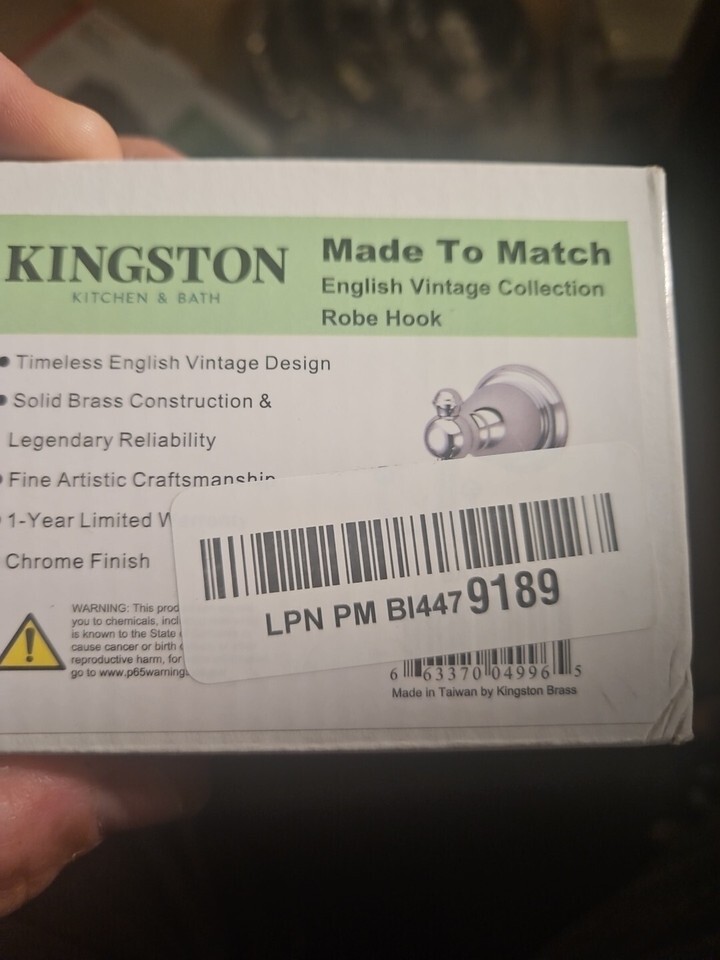 KINGSTON
KITCHEN & BATH
Made To Match
English Vintage Collection
Robe Hook
• Timeless English Vintage Design
• Solid Brass Construction &
Legendary Reliability
• Fine Artistic Craftsmanship
• 1-Year Limited
Chrome Finish
WARNING: This
you to chemicals,
is known to the State
cause cancer or birth
reproductive harm, for
go to www.p65warning
LPN PM BI4479189
6 63370 04996 5
Made in Taiwan by Kingston Brass